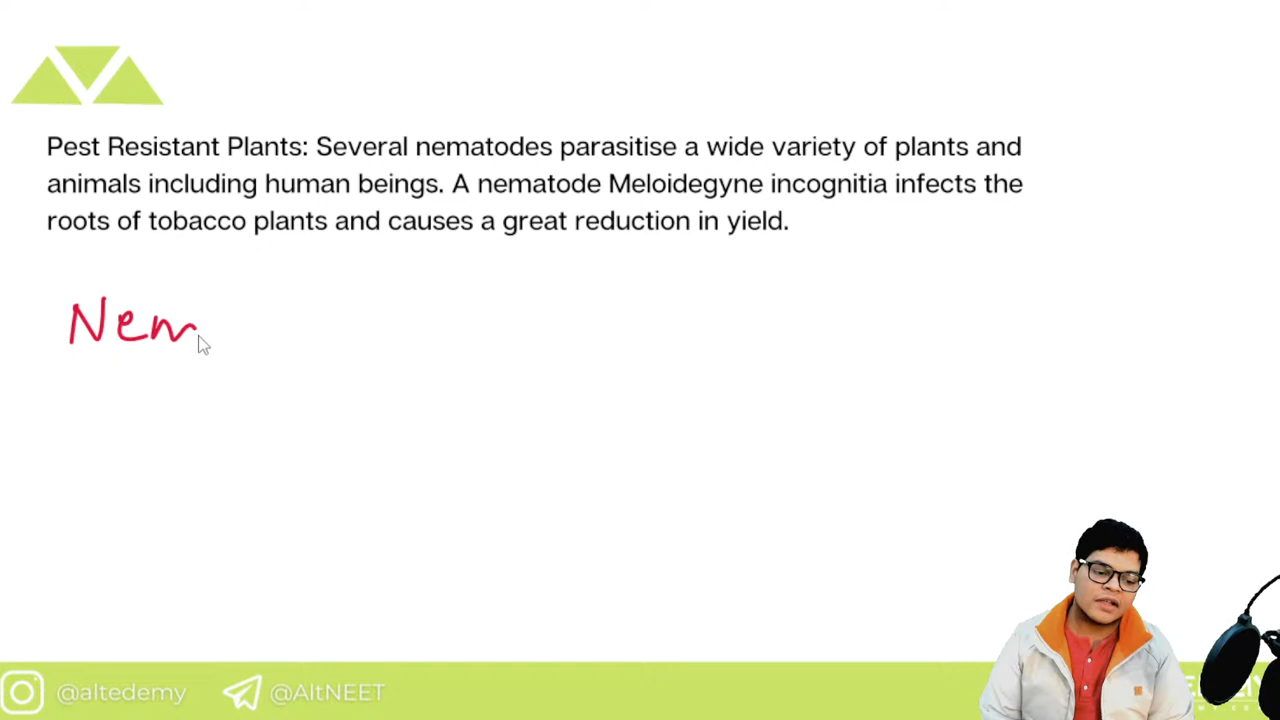 Pest Resistant Plants: Several nematodes parasitise a wide variety of plants and
animals including human beings. A nematode Meloidegyne incognitia infects the
roots of tobacco plants and causes a great reduction in yield.
Nem
@altedemy
@AltNEET